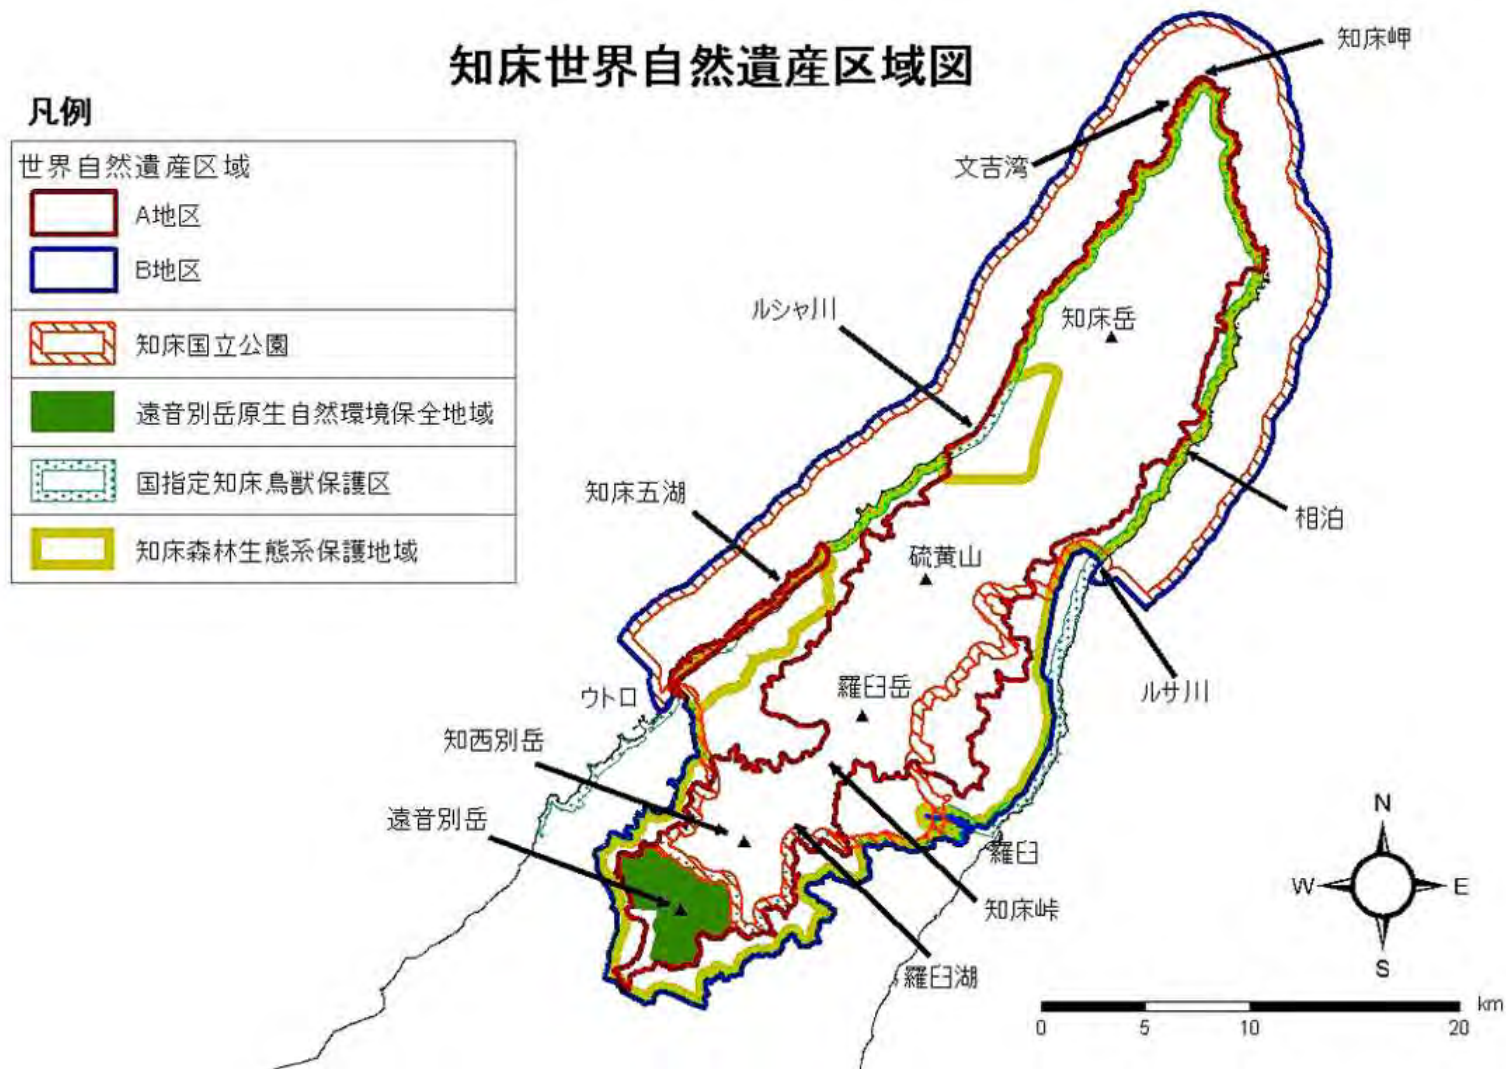 知床世界自然遺産区域図
凡例
世界自然遺産区域
A地区
B地区
知床国立公園
遠音別岳原生自然環境保全地域
国指定知床鳥獣保護区
知床森林生態系保護地域
知床岬
文吉湾
ルシャ川
知床岳
知床五湖
相泊
硫黄山
ウトロ
羅臼岳
ルサ川
知西別岳
遠音別岳
羅臼
知床峠
羅臼湖
N
W
E
S
km
0
5
10
20